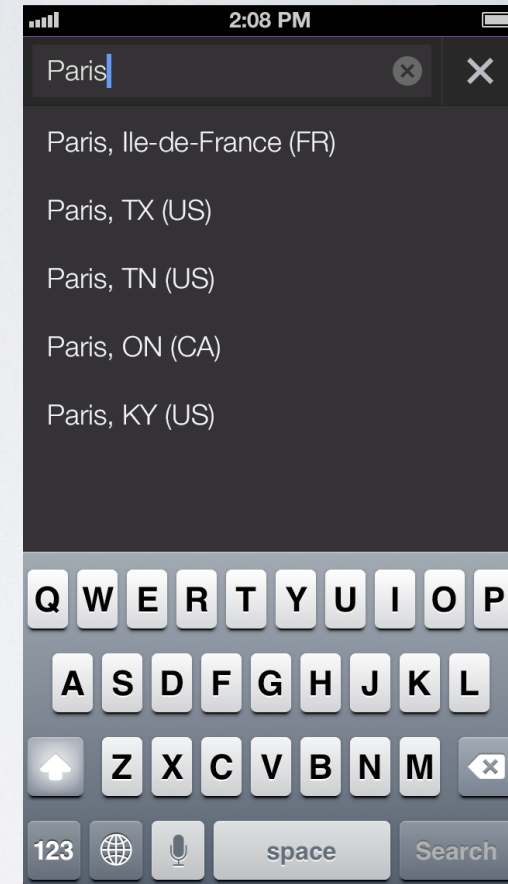 2:08 PM
Paris
Paris, Ile-de-France (FR)
Paris, TX (US)
Paris, TN (US)
Paris, ON (CA)
Paris, KY (US)
Q W E R T Y U I O P
A S D F G H J K L
Z X C V B N M
123 space Search